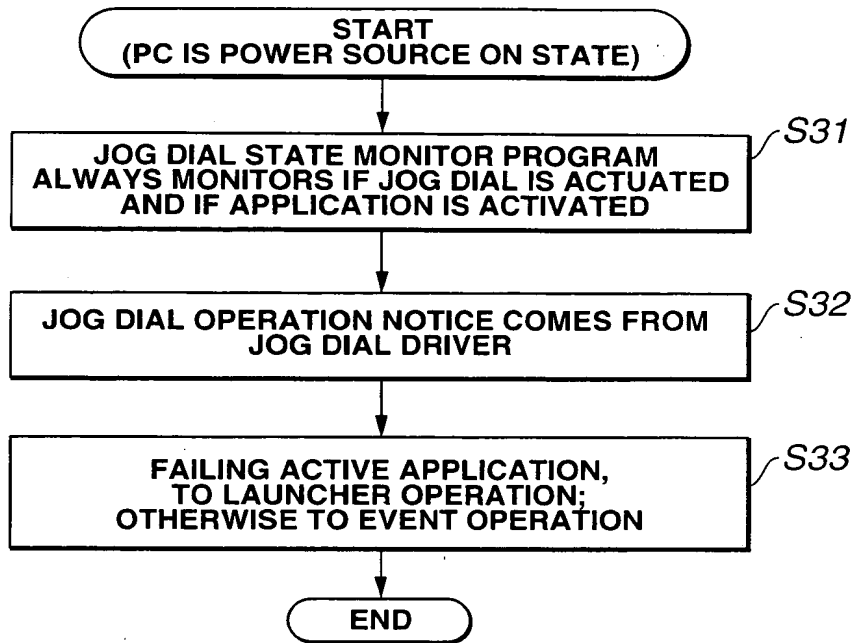 START
(PC IS POWER SOURCE ON STATE)
S31
JOG DIAL STATE MONITOR PROGRAM
ALWAYS MONITORS IF JOG DIAL IS ACTUATED
AND IF APPLICATION IS ACTIVATED
S32
JOG DIAL OPERATION NOTICE COMES FROM
JOG DIAL DRIVER
S33
FAILING ACTIVE APPLICATION,
TO LAUNCHER OPERATION;
OTHERWISE TO EVENT OPERATION
END